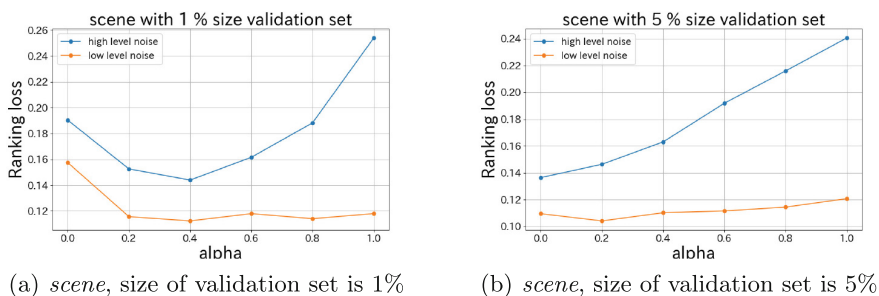 scene with 1 % size validation set
0.26
0.24
0.22
0.20
0.18
0.16
0.14
0.12
Ranking loss
high level noise
low level noise
0.0 0.2 0.4 0.6 0.8 1.0
alpha
(a) scene, size of validation set is 1%
scene with 5 % size validation set
0.24
0.22
0.20
0.18
0.16
0.14
0.12
0.10
Ranking loss
high level noise
low level noise
0.0 0.2 0.4 0.6 0.8 1.0
alpha
(b) scene, size of validation set is 5%